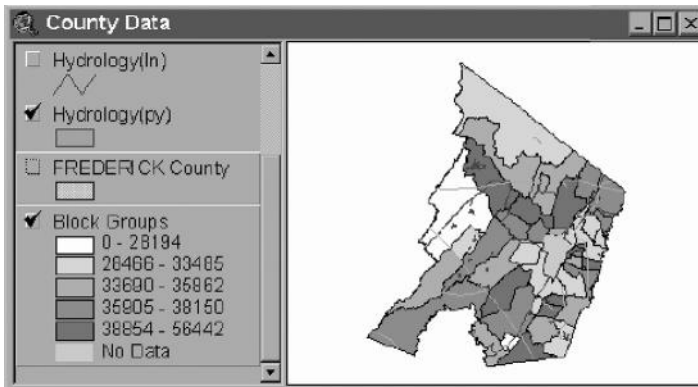 County Data
Hydrology(ln)
Hydrology(py)
FREDERICK County
Block Groups
0 - 28194
28466 - 33485
33690 - 35862
35905 - 38150
38854 - 56442
No Data